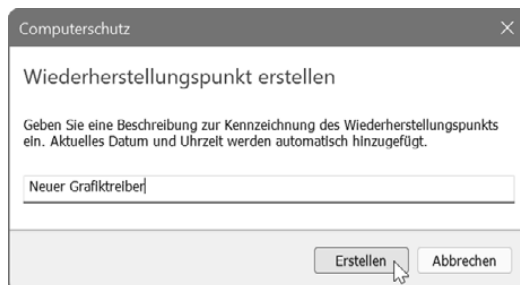 Computerschutz
Wiederherstellungspunkt erstellen
Geben Sie eine Beschreibung zur Kennzeichnung des Wiederherstellungspunkts
ein. Aktuelles Datum und Uhrzeit werden automatisch hinzugefügt.
Neuer Grafiktreiber
Erstellen Abbrechen